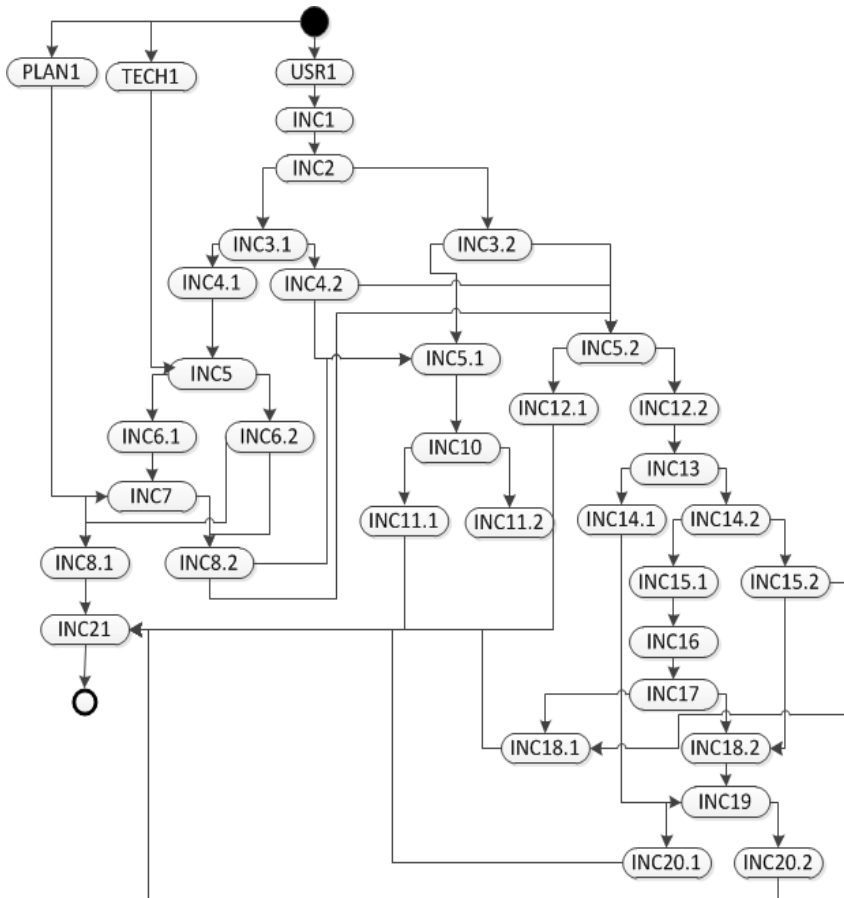 PLAN1
TECH1
USR1
INC1
INC2
INC3.1
INC3.2
INC4.1
INC4.2
INC5.1
INC5.2
INC5
INC12.1
INC12.2
INC6.1
INC6.2
INC10
INC13
INC7
INC11.1
INC11.2
INC14.1
INC14.2
INC8.1
INC8.2
INC15.1
INC15.2
INC21
INC16
INC17
INC18.1
INC18.2
INC19
INC20.1
INC20.2